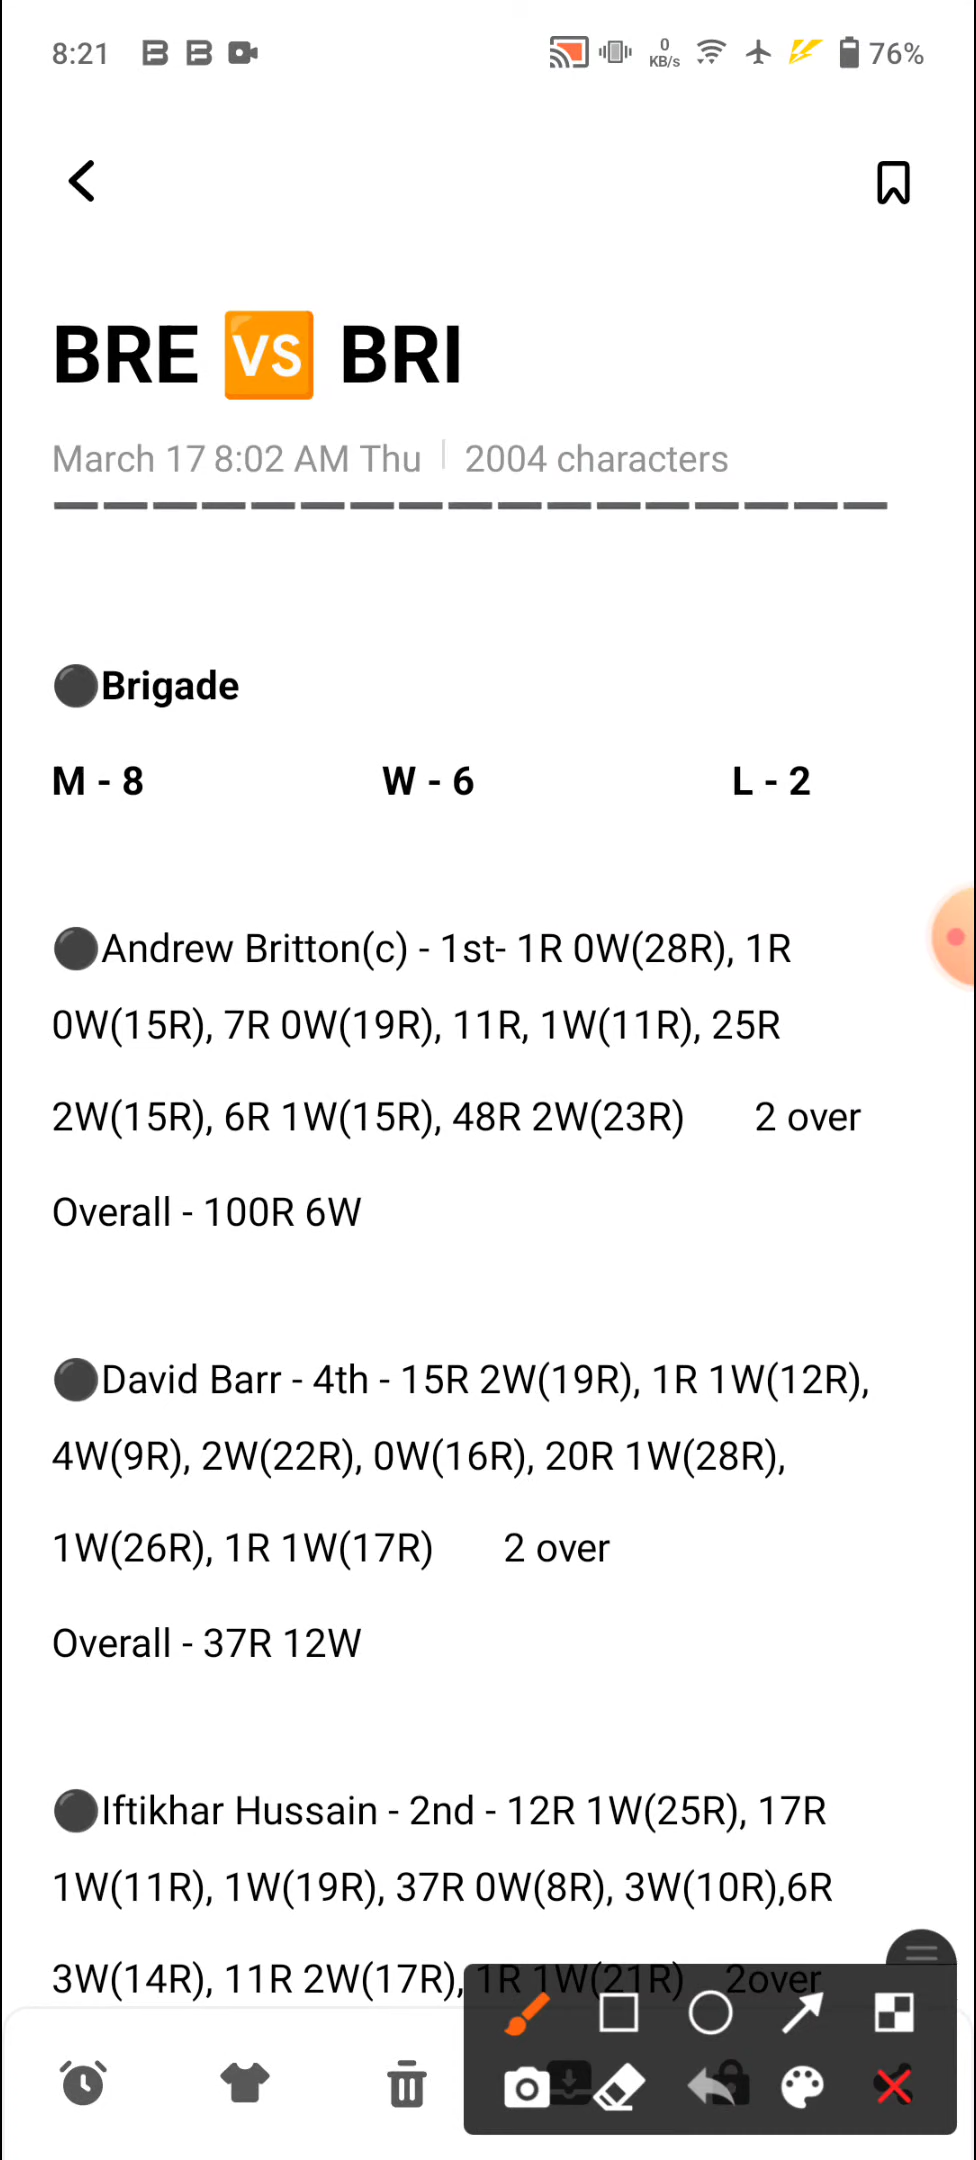 8:21
0 KB/s
76%
BRE VS BRI
March 17 8:02 AM Thu | 2004 characters
Brigade
M - 8 W - 6 L - 2
Andrew Britton(c) - 1st- 1R 0W(28R), 1R
0W(15R), 7R 0W(19R), 11R, 1W(11R), 25R
2W(15R), 6R 1W(15R), 48R 2W(23R) 2 over
Overall - 100R 6W
David Barr - 4th - 15R 2W(19R), 1R 1W(12R),
4W(9R), 2W(22R), 0W(16R), 20R 1W(28R),
1W(26R), 1R 1W(17R) 2 over
Overall - 37R 12W
Iftikhar Hussain - 2nd - 12R 1W(25R), 17R
1W(11R), 1W(19R), 37R 0W(8R), 3W(10R),6R
3W(14R), 11R 2W(17R), 1R 1W(21R) 2over